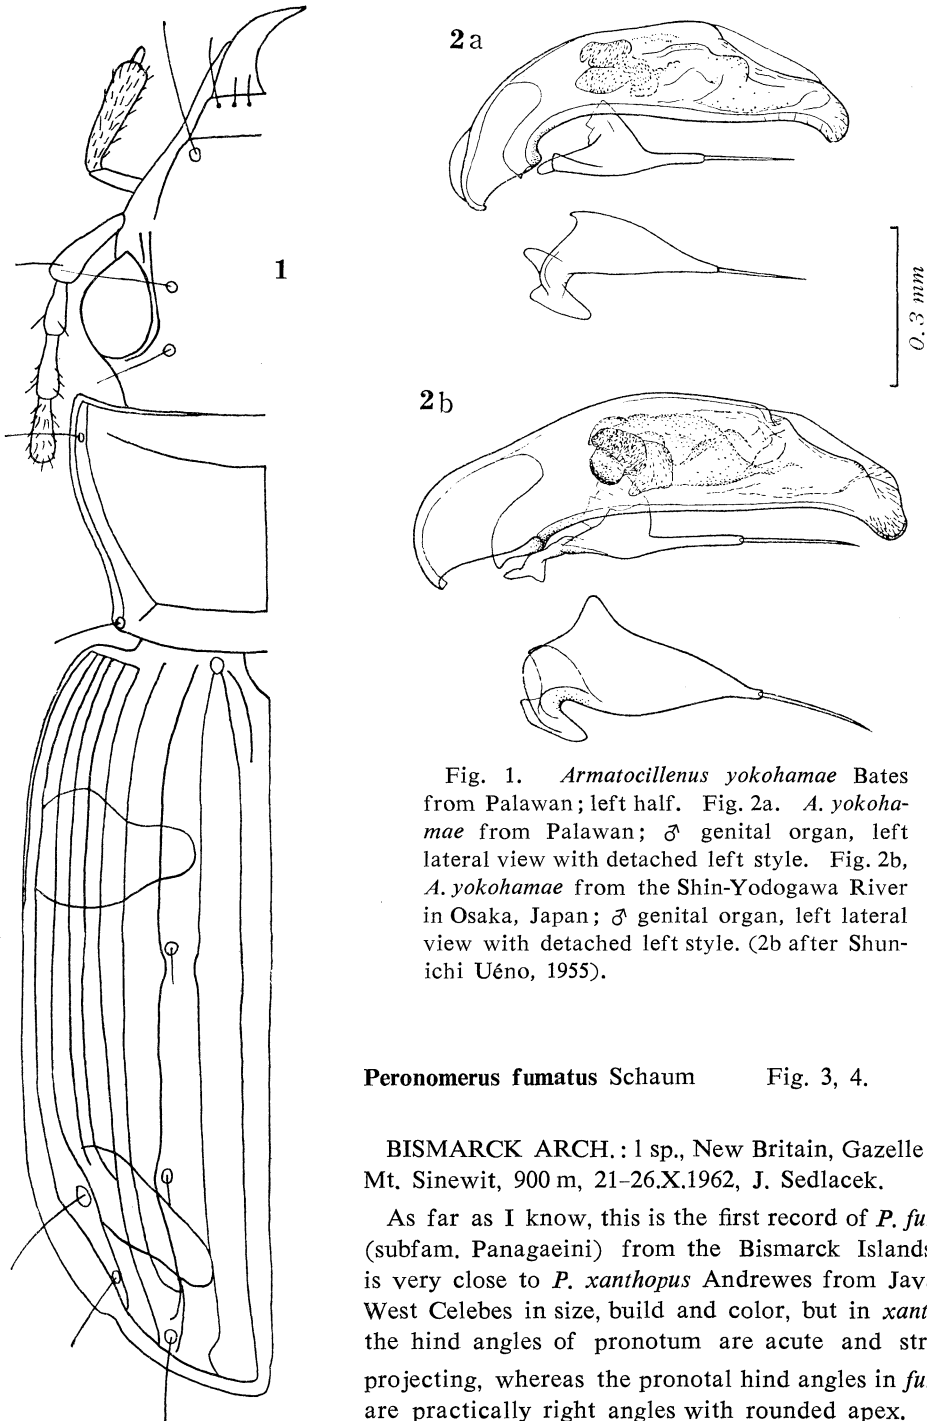 2a
1
0.3 mm
2b
Fig. 1. Armatocillenus yokohamae Bates
from Palawan; left half. Fig. 2a. A. yokoha-
mae from Palawan; ♂ genital organ, left
lateral view with detached left style. Fig. 2b,
A. yokohamae from the Shin-Yodogawa River
in Osaka, Japan; ♂ genital organ, left lateral
view with detached left style. (2b after Shun-
ichi Uéno, 1955).
Peronomerus fumatus Schaum Fig. 3, 4.
BISMARCK ARCH.: 1 sp., New Britain, Gazelle
Mt. Sinewit, 900 m, 21–26.X.1962, J. Sedlacek.
As far as I know, this is the first record of P. fu
(subfam. Panagaeini) from the Bismarck Islands
is very close to P. xanthopus Andrewes from Jav
West Celebes in size, build and color, but in xant
the hind angles of pronotum are acute and str
projecting, whereas the pronotal hind angles in fu
are practically right angles with rounded apex.